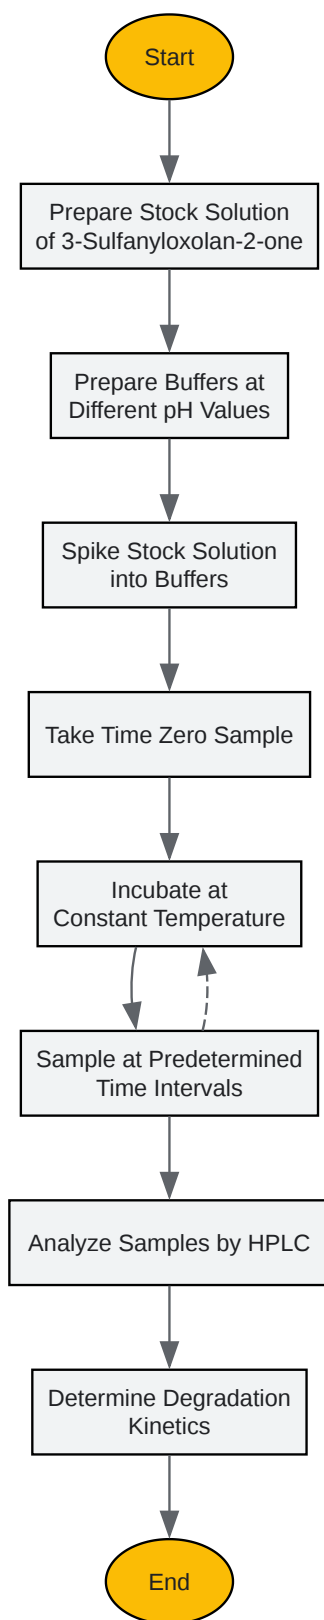 Start
Prepare Stock Solution
of 3-Sulfanyloxolan-2-one
Prepare Buffers at
Different pH Values
Spike Stock Solution
into Buffers
Take Time Zero Sample
Incubate at
Constant Temperature
Sample at Predetermined
Time Intervals
Analyze Samples by HPLC
Determine Degradation
Kinetics
End